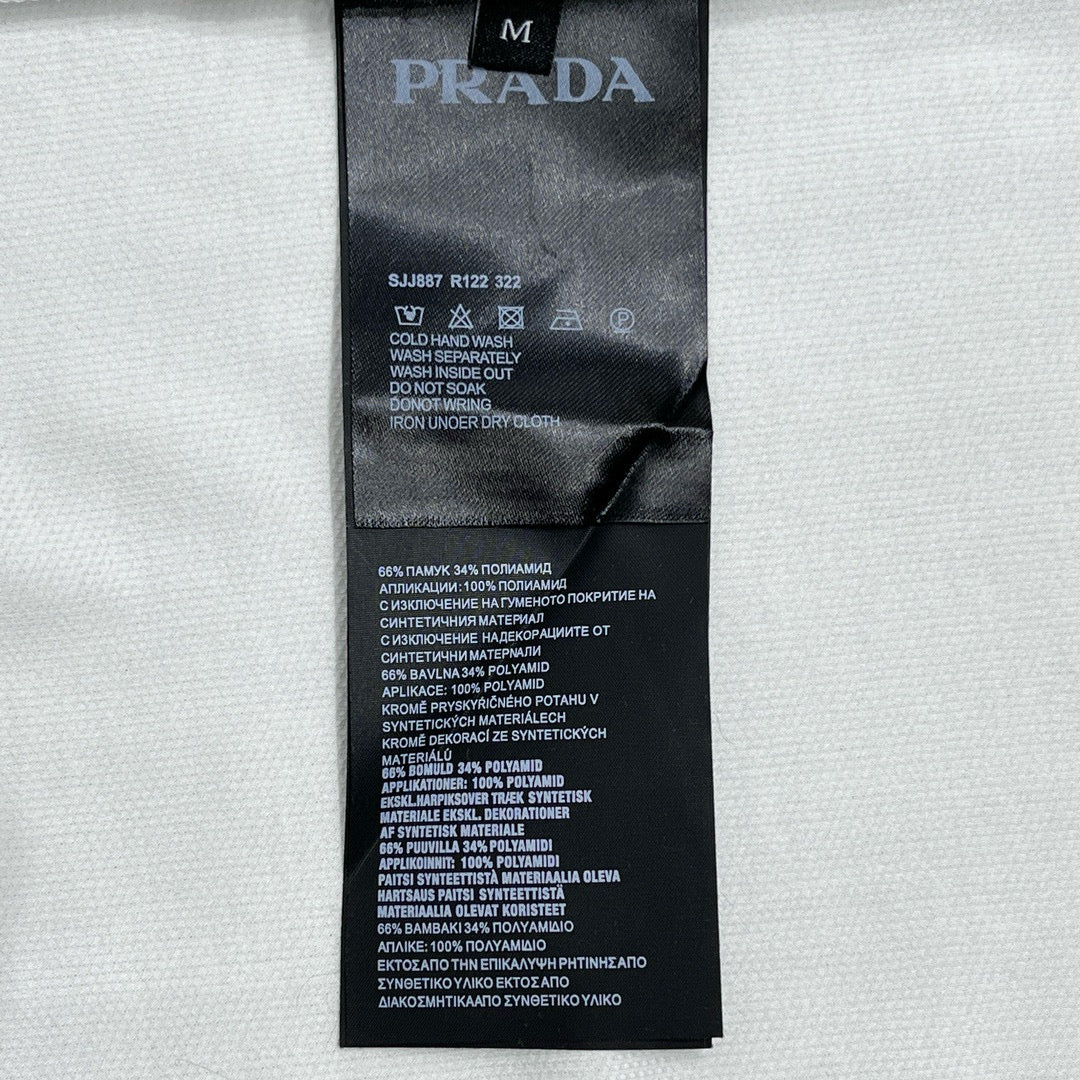 M
PRADA
SJJ887 R122 322
COLD HAND WASH
WASH SEPARATELY
WASH INSIDE OUT
DO NOT SOAK
DONOT WRING
IRON UNDER DRY CLOTH
66% ПАМУК 34% ПОЛИАМИД
АПЛИКАЦИИ: 100% ПОЛИАМИД
С ИЗКЛЮЧЕНИЕ НА ГУМЕНОТО ПОКРИТИЕ НА
СИНТЕТИЧНИЯ МАТЕРИАЛ
С ИЗКЛЮЧЕНИЕ НАДЕКОРАЦИИТЕ ОТ
СИНТЕТИЧНИ МАТЕРNАЛИ
66% BAVLNA 34% POLYAMID
APLIKACE: 100% POLYAMID
KROMĚ PRYSKYŘIČNÉHO POTAHU V
SYNTETICKÝCH MATERIÁLECH
KROMĚ DEKORACÍ ZE SYNTETICKÝCH
MATERIÁLŮ
66% BOMULD 34% POLYAMID
APPLIKATIONER: 100% POLYAMID
EKSKL.HARPIKSOVER TRÆK SYNTETISK
MATERIALE EKSKL. DEKORATIONER
AF SYNTETISK MATERIALE
66% PUUVILLA 34% POLYAMIDI
APPLIKOINNIT: 100% POLYAMIDI
PAITSI SYNTEETTISTÀ MATERIAALIA OLEVA
HARTSAUS PAITSI SYNTEETTISTÄ
MATERIAALIA OLEVAT KORISTEET
66% ΒΑΜΒΑΚΙ 34% ΠΟΛΥΑΜΙΔΙΟ
ΑΠΛΙΚΕ: 100% ΠΟΛΥΑΜΙΔΙΟ
ΕΚΤΟΣΑΠΟ ΤΗΝ ΕΠΙΚΑΛΥΨΗ ΡΗΤΙΝΗΣΑΠΟ
ΣΥΝΘΕΤΙΚΟ ΥΛΙΚΟ ΕΚΤΟΣΑΠΟ
ΔΙΑΚΟΣΜΗΤΙΚΑΑΠΟ ΣΥΝΘΕΤΙΚΟ ΥΛΙΚΟ